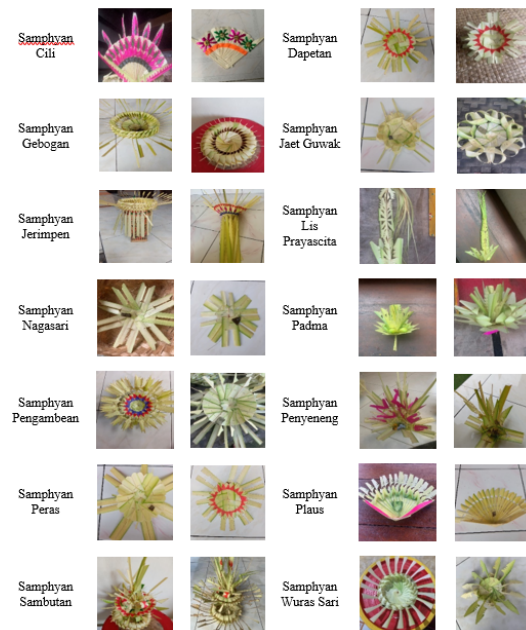 Samphyan
Cili
Samphyan
Dapetan
Samphyan
Gebogan
Samphyan
Jaet Guwak
Samphyan
Jerimpen
Samphyan
Lis
Prayascita
Samphyan
Nagasari
Samphyan
Padma
Samphyan
Pengambean
Samphyan
Penyeneng
Samphyan
Peras
Samphyan
Plaus
Samphyan
Sambutan
Samphyan
Wuras Sari